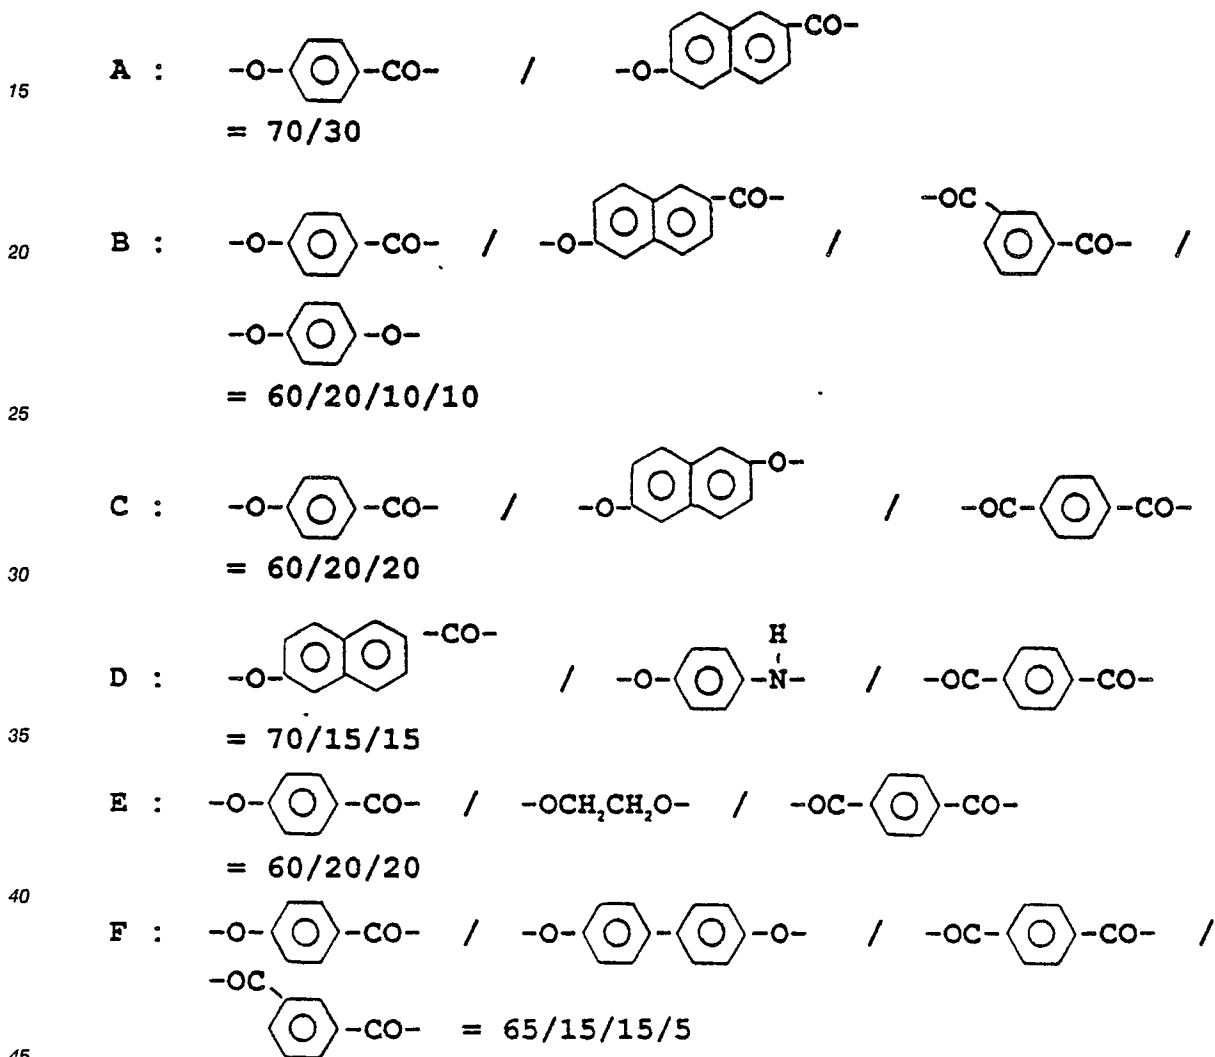 -CO-
A : -O- -CO- / -O-
15
= 70/30
-CO- -OC
B : -O- -CO- / -O- / -CO- /
20
-O- -O-
= 60/20/10/10
25
-O-
C : -O- -CO- / -O- / -OC- -CO-
= 60/20/20
30
-CO- H
D : -O- / -O- -N- / -OC- -CO-
= 70/15/15
35
E : -O- -CO- / -OCH₂CH₂O- / -OC- -CO-
= 60/20/20
40
F : -O- -CO- / -O- - -O- / -OC- -CO- /
-OC
-CO- = 65/15/15/5
45